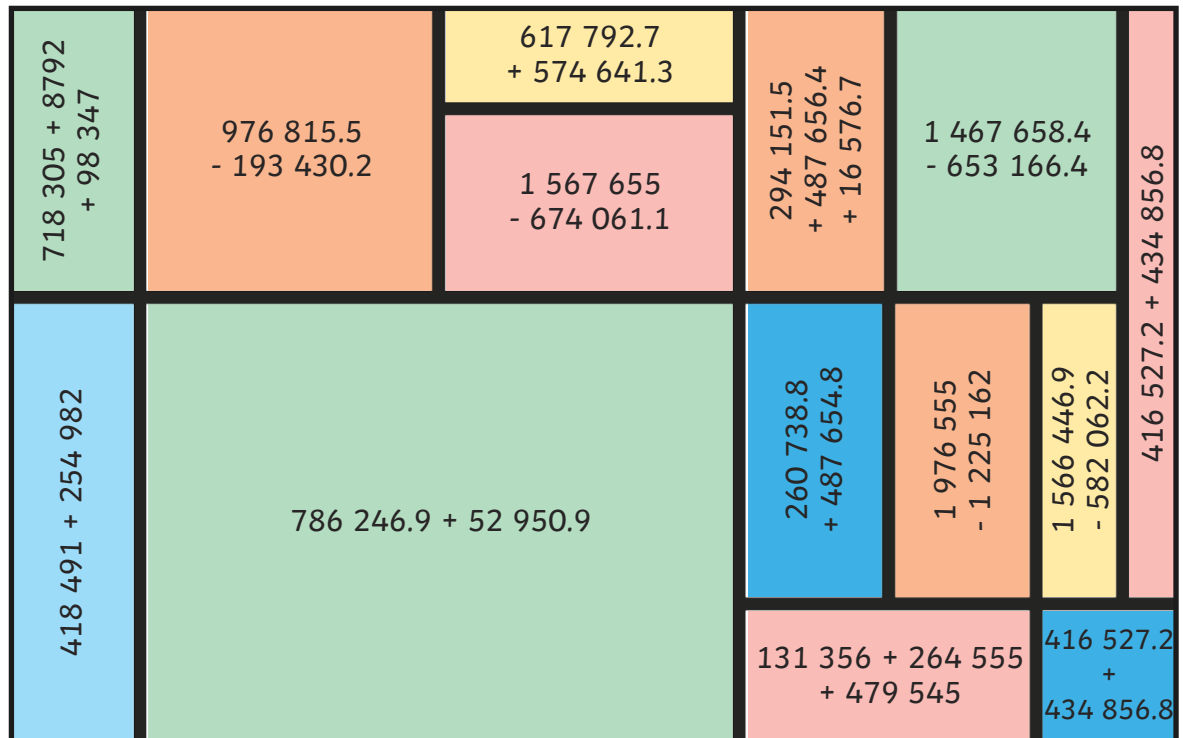 718 305 + 8792
+ 98 347
976 815.5
- 193 430.2
617 792.7
+ 574 641.3
1 567 655
- 674 061.1
294 151.5
+ 487 656.4
+ 16 576.7
1 467 658.4
- 653 166.4
416 527.2 + 434 856.8
418 491 + 254 982
786 246.9 + 52 950.9
260 738.8
+ 487 654.8
1 976 555
- 1 225 162
1 566 446.9
- 582 062.2
131 356 + 264 555
+ 479 545
416 527.2
+
434 856.8